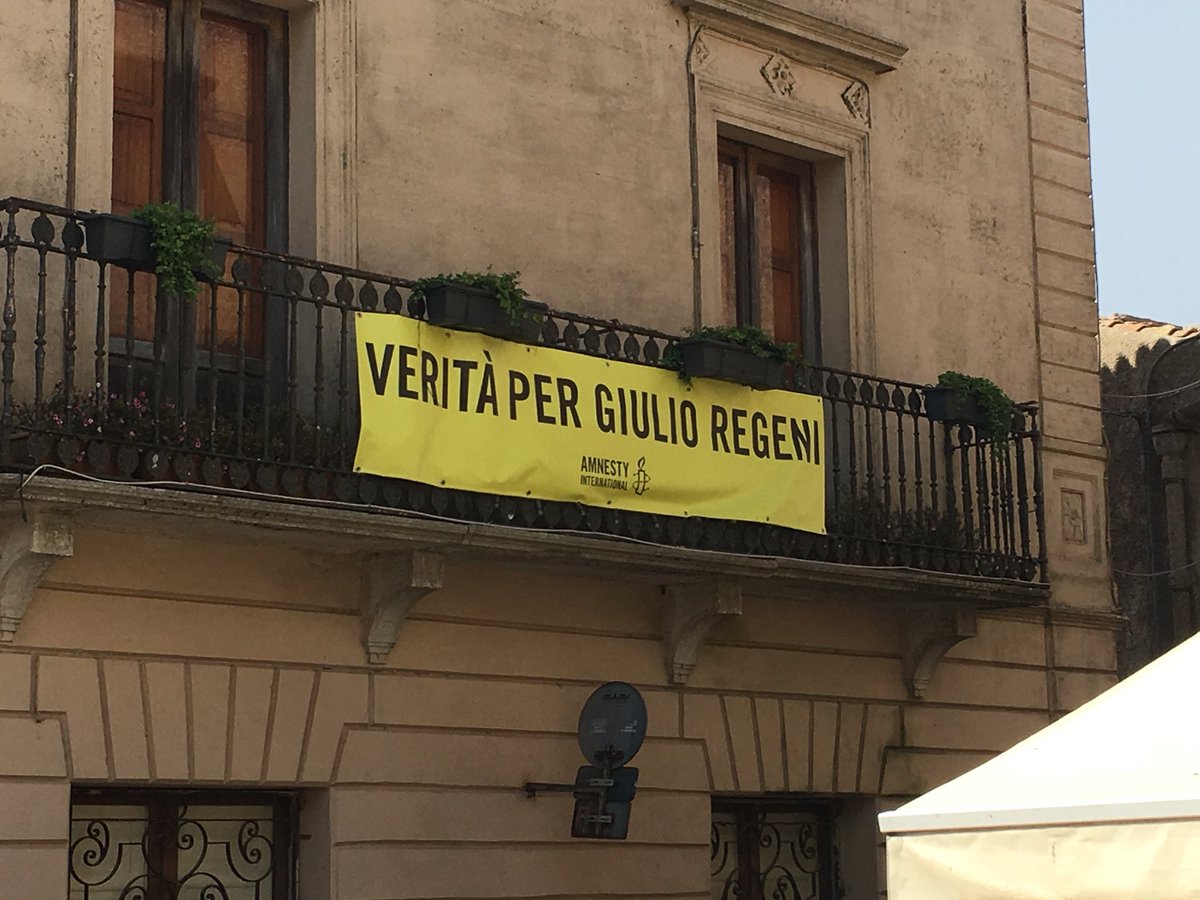 VERITÀ PER GIULIO REGENI
AMNESTY
INTERNATIONAL